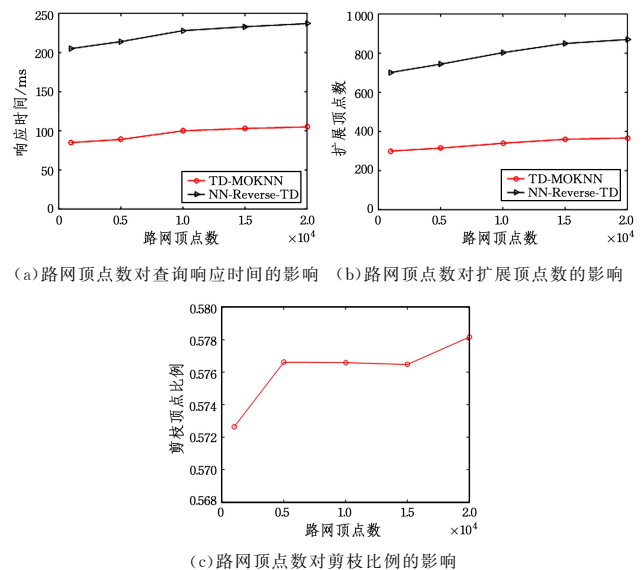 250
200
150
100
50
0
响应时间/ms
TD-MOKNN
NN-Reverse-TD
0 0.5 1.0 1.5 2.0
路网顶点数 ×10⁴
1 000
800
600
400
200
0
扩展顶点数
TD-MOKNN
NN-Reverse-TD
0 0.5 1.0 1.5 2.0
路网顶点数 ×10⁴
(a)路网顶点数对查询响应时间的影响
(b)路网顶点数对扩展顶点数的影响
0.580
0.578
0.576
0.574
0.572
0.570
0.568
剪枝顶点比例
0 0.5 1.0 1.5 2.0
路网顶点数 ×10⁴
(c)路网顶点数对剪枝比例的影响